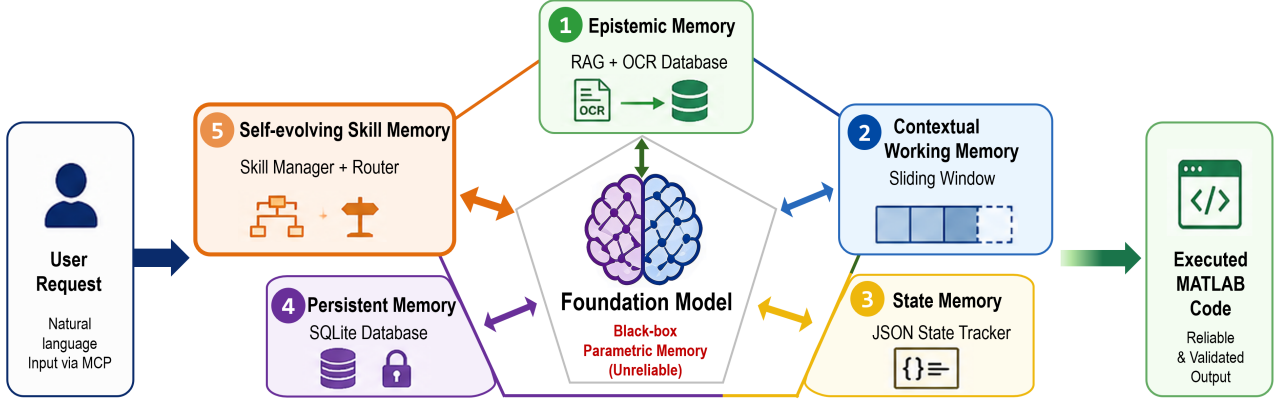 User
Request
Natural
language
Input via MCP
5
Self-evolving Skill Memory
Skill Manager + Router
1
Epistemic Memory
RAG + OCR Database
OCR
2
Contextual
Working Memory
Sliding Window
4
Persistent Memory
SQLite Database
Foundation Model
Black-box
Parametric Memory
(Unreliable)
3
State Memory
JSON State Tracker
{}
</>
Executed
MATLAB
Code
Reliable
& Validated
Output